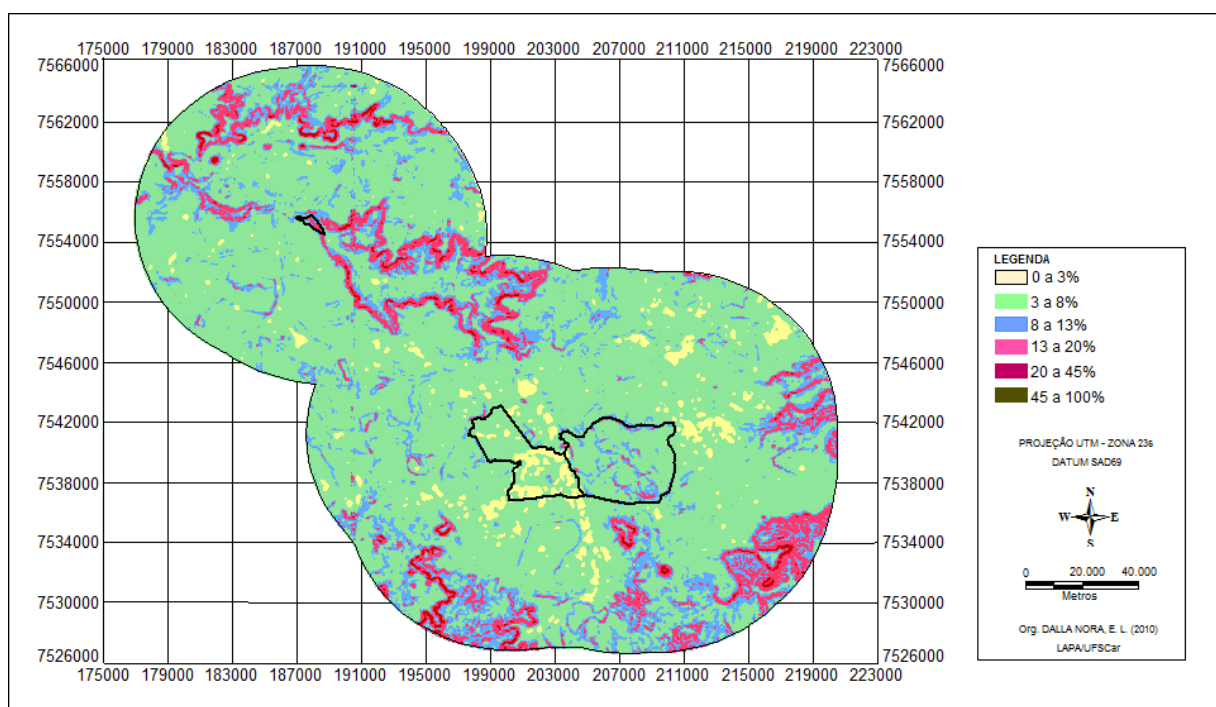 175000 179000 183000 187000 191000 195000 199000 203000 207000 211000 215000 219000 223000
7566000 7566000
7562000 7562000
7558000 7558000
7554000 7554000
7550000 7550000
7546000 7546000
7542000 7542000
7538000 7538000
7534000 7534000
7530000 7530000
7526000 7526000
175000 179000 183000 187000 191000 195000 199000 203000 207000 211000 215000 219000 223000
LEGENDA
0 a 3%
3 a 8%
8 a 13%
13 a 20%
20 a 45%
45 a 100%
PROJEÇÃO UTM - ZONA 23s
DATUM SAD69
N
W E
S
0 20.000 40.000
Metros
Org. DALLA NORA, E. L. (2010)
LAPA/UFSCar